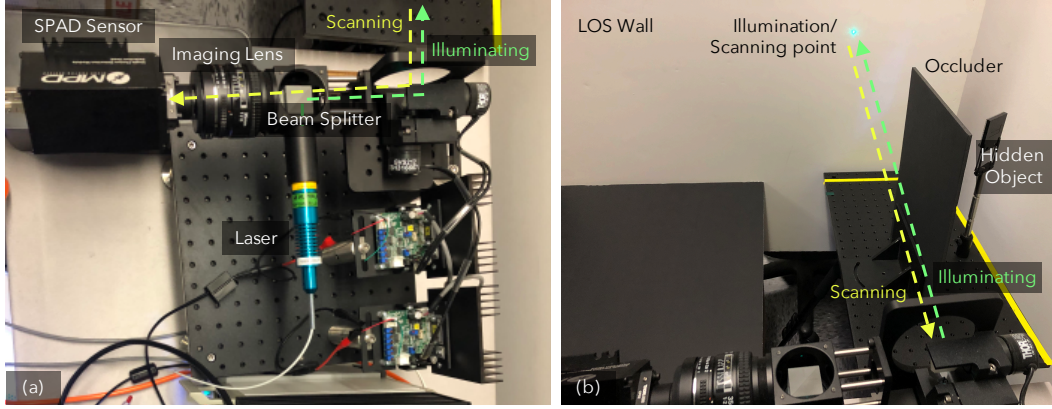 SPAD Sensor
Scanning
Illuminating
Imaging Lens
MPD
Beam Splitter
Laser
(a)
LOS Wall
Illumination/
Scanning point
Occluder
Hidden
Object
Scanning
Illuminating
(b)